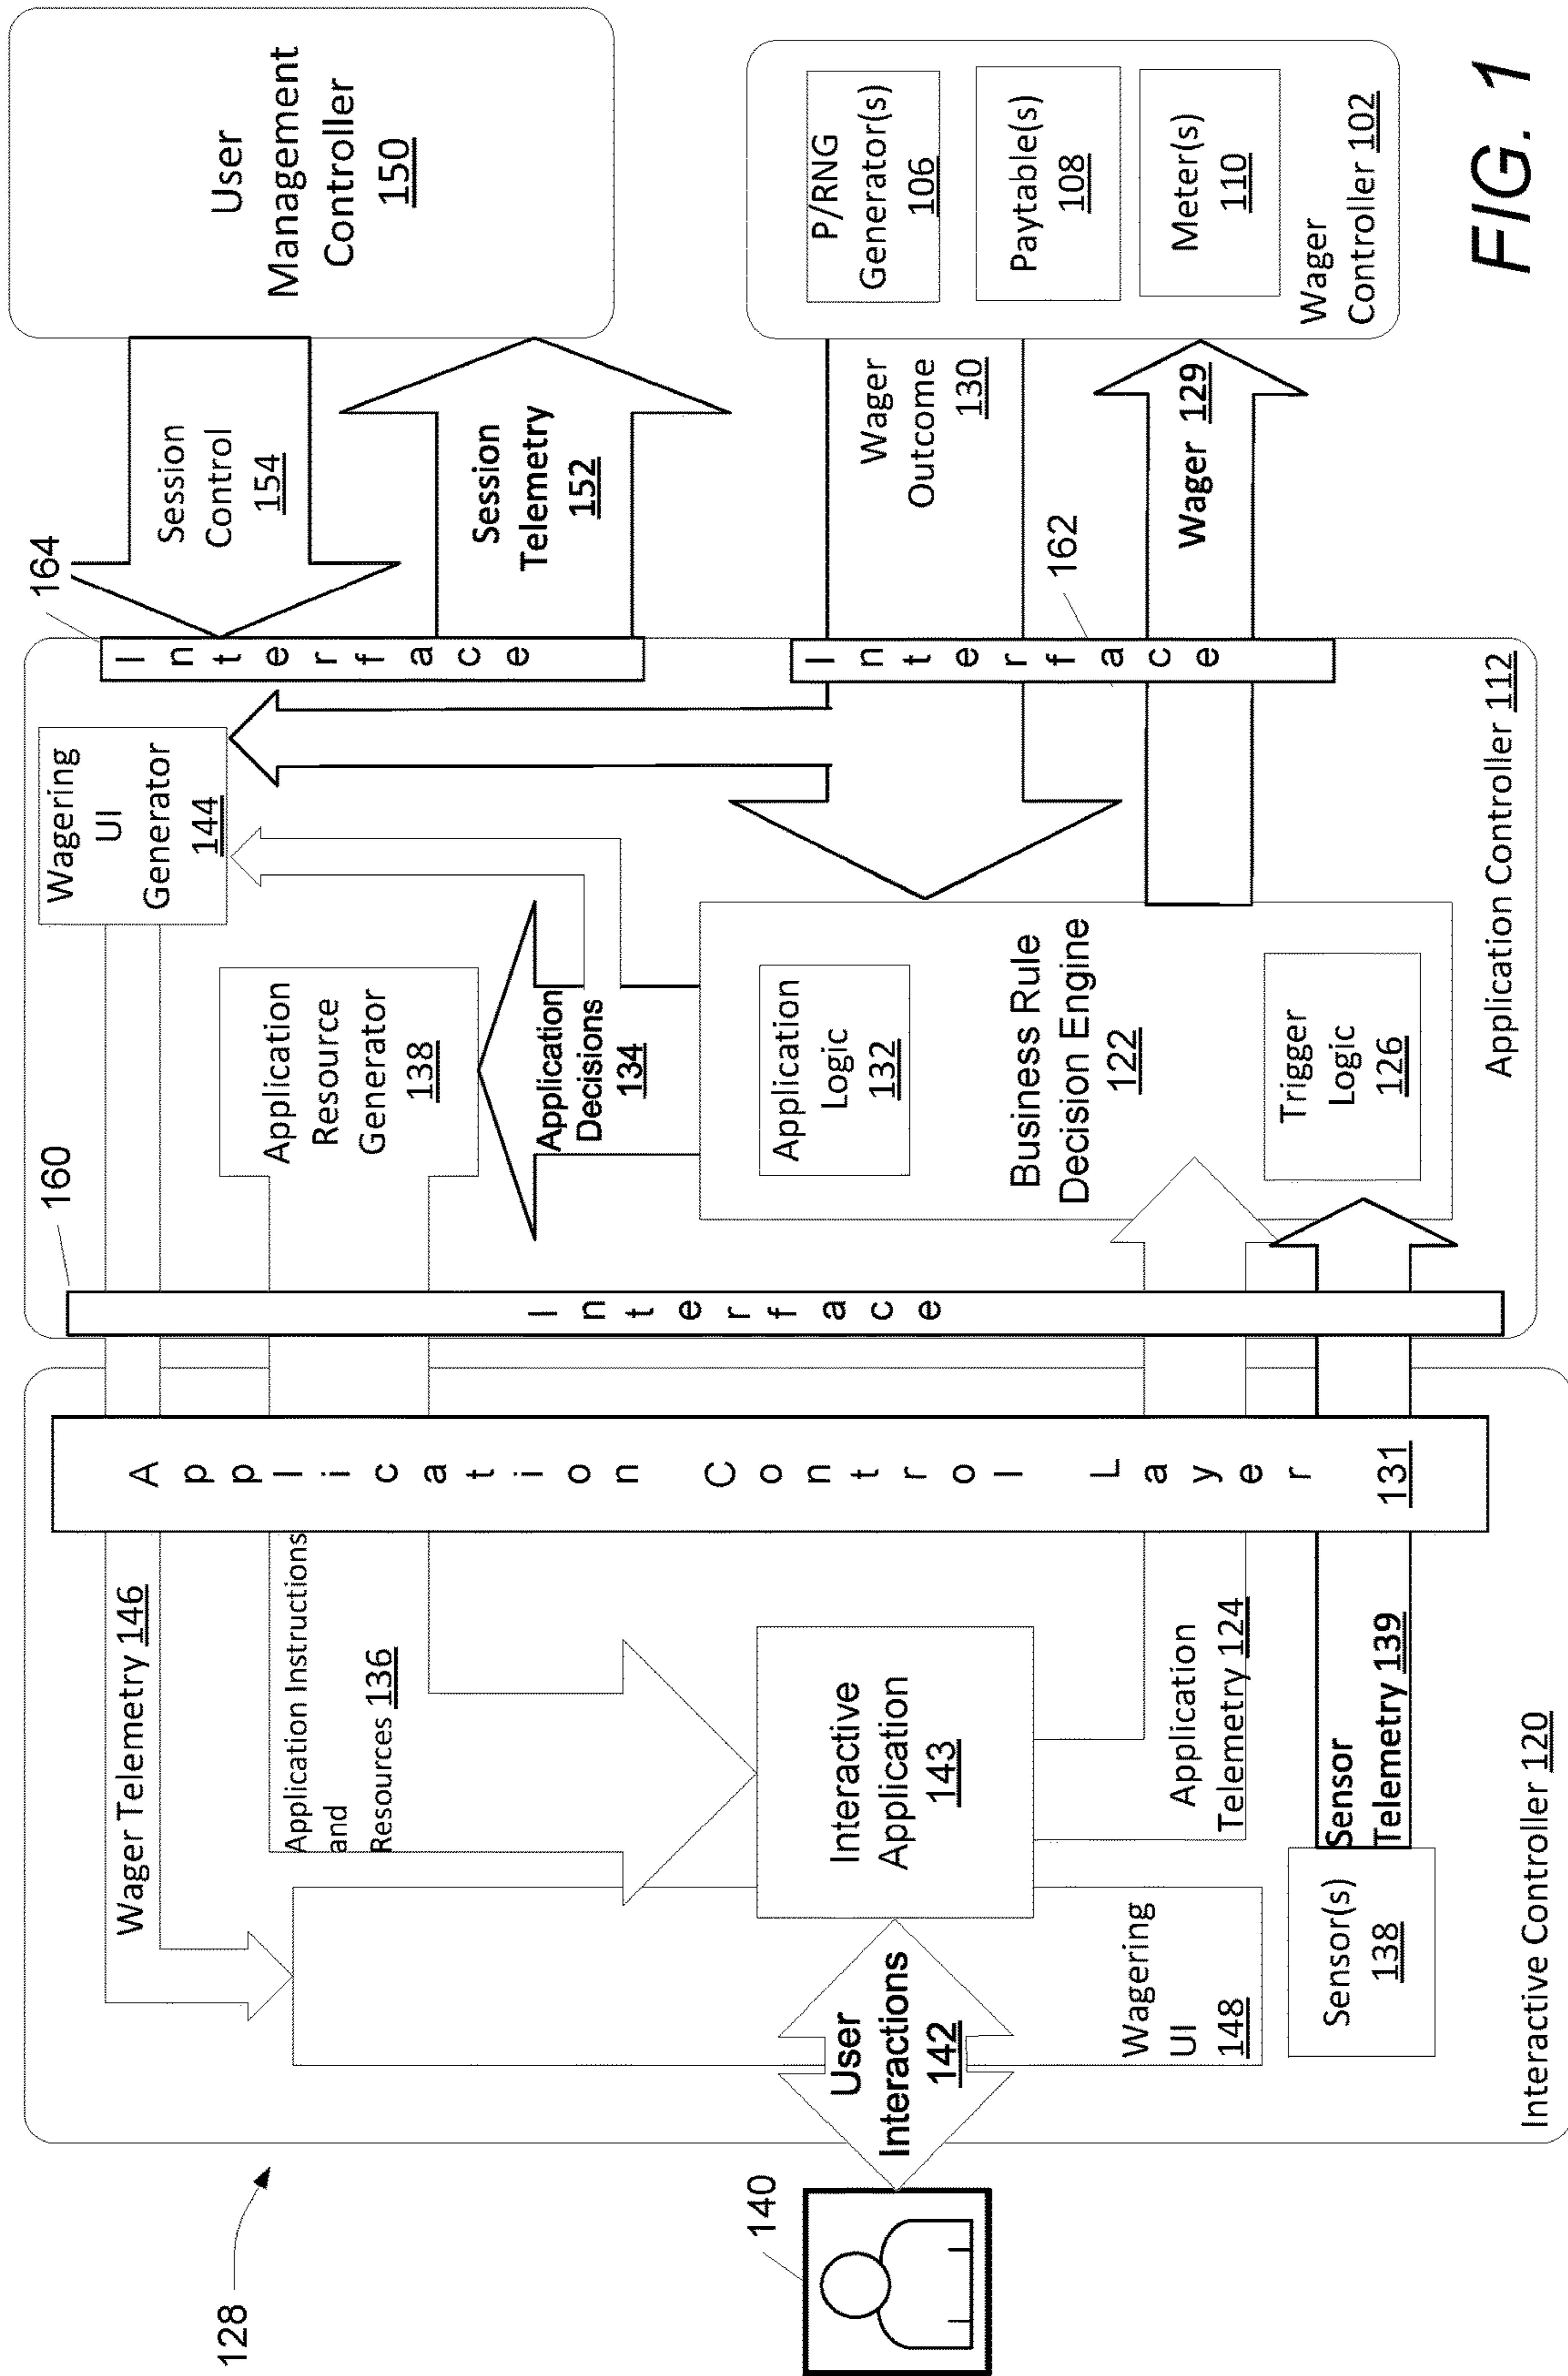 128
140
User
Interactions
142
Wager Telemetry 146
Application Instructions
and
Resources 136
Interactive
Application
143
Application
Telemetry 124
Wagering
UI
148
Sensor(s)
138
Sensor
Telemetry 139
Interactive Controller 120
Application Control Layer
131
160
Interface
Wagering
UI
Generator
144
Application
Resource
Generator
138
Application
Decisions
134
Application
Logic
132
Business Rule
Decision Engine
122
Trigger
Logic
126
Application Controller 112
164
Interface
Interface
162
Session
Control
154
Session
Telemetry
152
Wager
Outcome
130
Wager 129
User
Management
Controller
150
P/RNG
Generator(s)
106
Paytable(s)
108
Meter(s)
110
Wager
Controller 102
FIG. 1